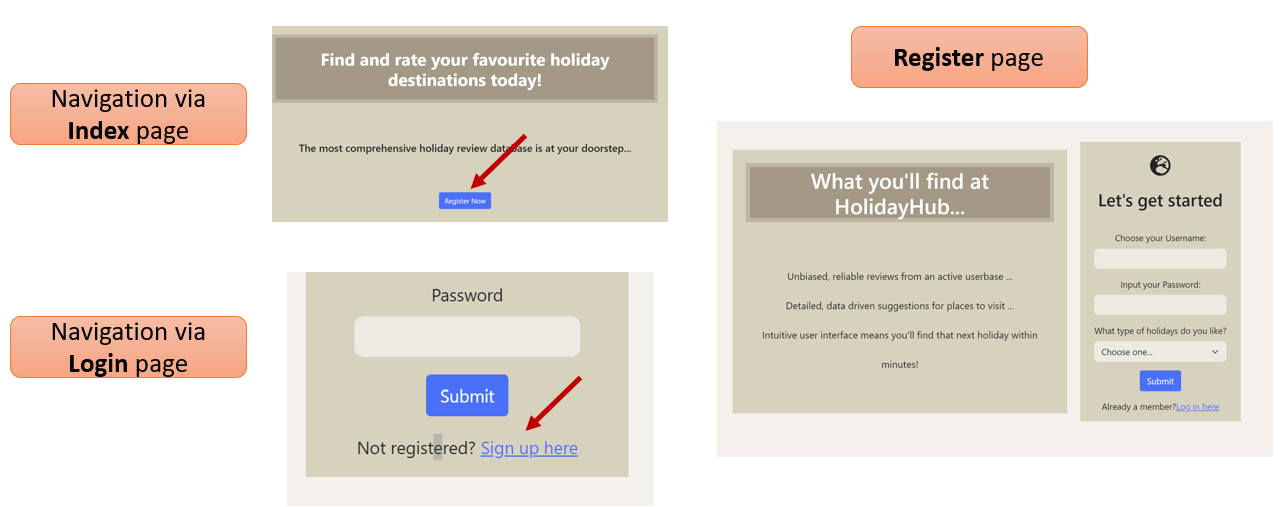 Navigation via
Index page
Find and rate your favourite holiday
destinations today!
The most comprehensive holiday review database is at your doorstep...
Register Now
Navigation via
Login page
Password
Submit
Not registered? Sign up here
Register page
What you'll find at
HolidayHub...
Unbiased, reliable reviews from an active userbase ...
Detailed, data driven suggestions for places to visit ...
Intuitive user interface means you'll find that next holiday within
minutes!
Let's get started
Choose your Username:
Input your Password:
What type of holidays do you like?
Choose one...
Submit
Already a member?Log in here